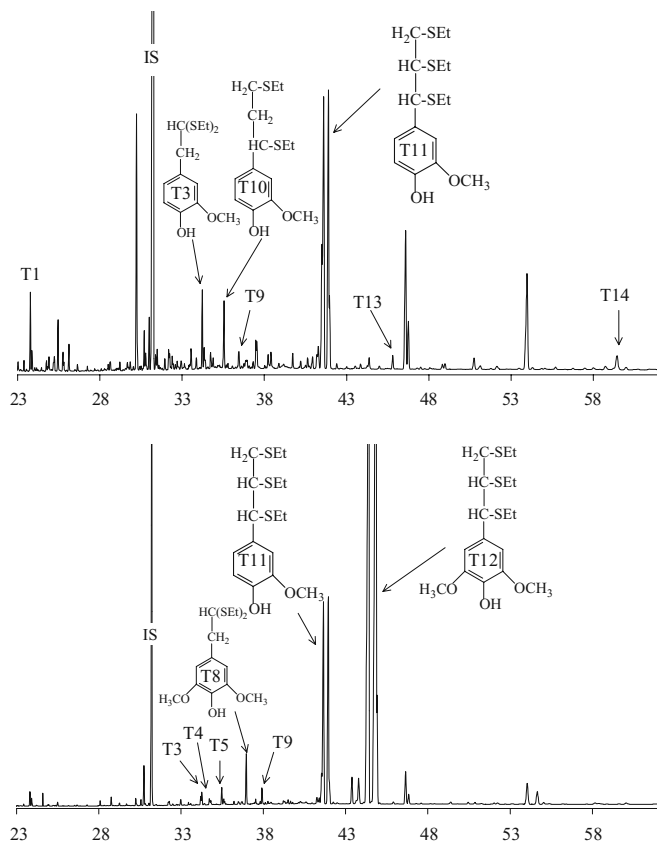 H₂C-SEt
HC-SEt
HC-SEt
T11
OCH₃
OH
IS
H₂C-SEt
CH₂
HC-SEt
T10
OCH₃
OH
HC(SEt)₂
CH₂
T3
OCH₃
OH
T1
T9
T13
T14
23 28 33 38 43 48 53 58
H₂C-SEt
HC-SEt
HC-SEt
T11
OCH₃
OH
H₂C-SEt
HC-SEt
HC-SEt
T12
OCH₃
OCH₃
OH
IS
HC(SEt)₂
CH₂
T8
H₃CO
OCH₃
OH
T3
T4
T5
T9
23 28 33 38 43 48 53 58